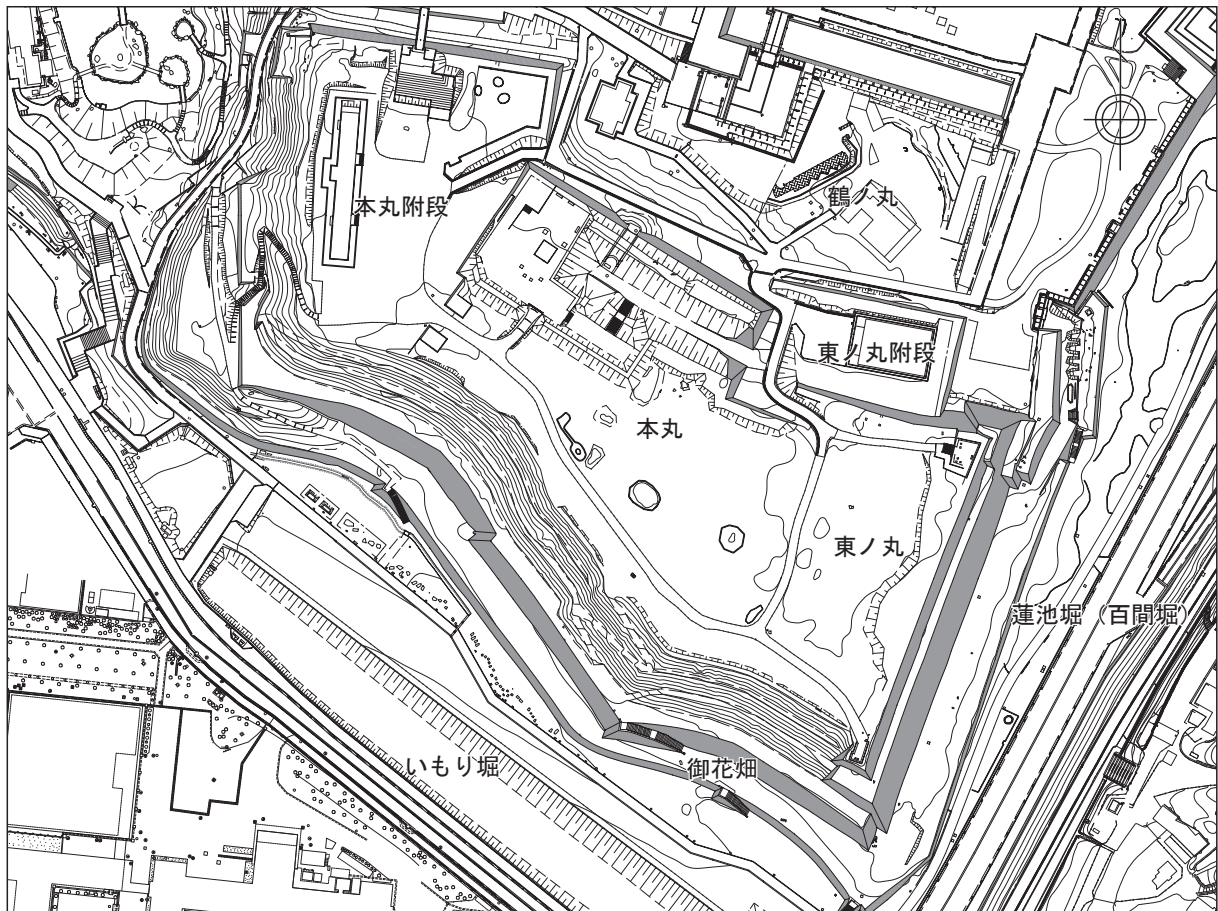 鶴ノ丸
本丸附段
東ノ丸附段
本丸
東ノ丸
蓮池堀（百間堀）
いもり堀
御花畑